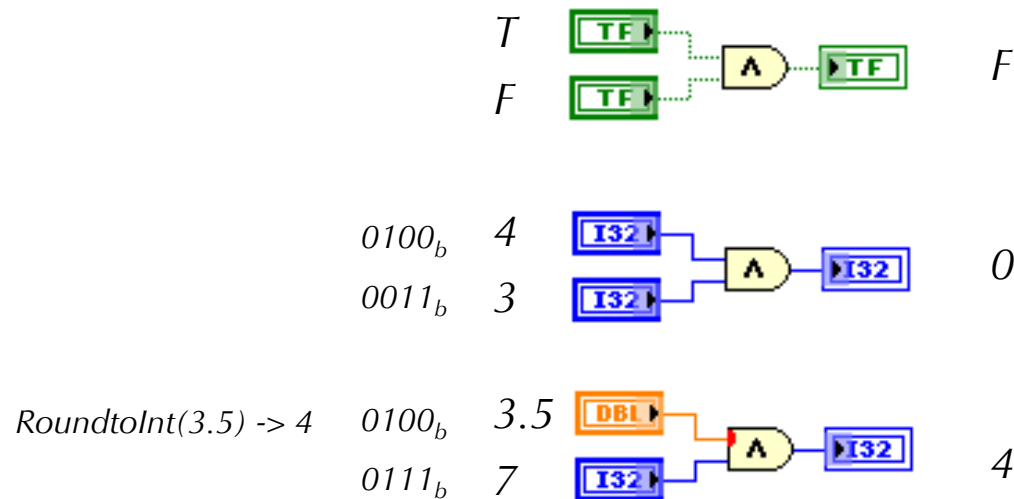 T TF
∧ TF F
F TF
0100b 4 I32
∧ I32 0
0011b 3 I32
RoundtoInt(3.5) -> 4 0100b 3.5 DBL
∧ I32 4
0111b 7 I32